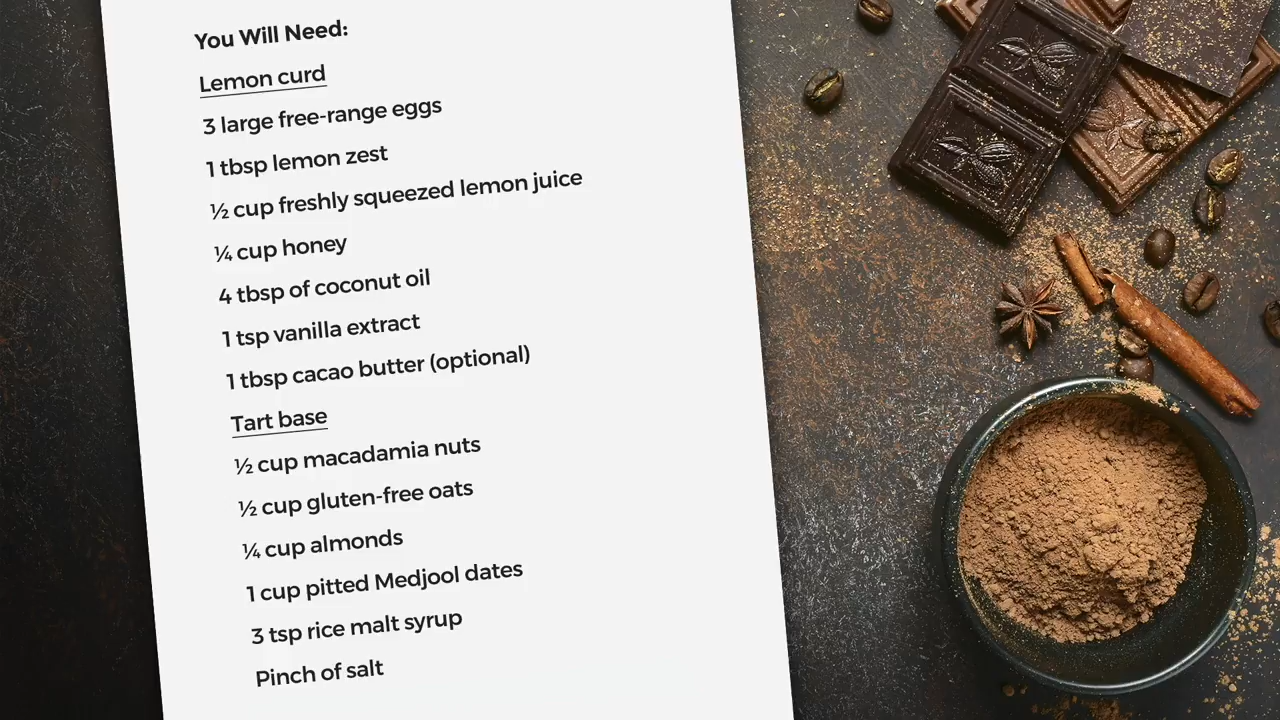 You Will Need:
Lemon curd
3 large free-range eggs
1 tbsp lemon zest
½ cup freshly squeezed lemon juice
¼ cup honey
4 tbsp of coconut oil
1 tsp vanilla extract
1 tbsp cacao butter (optional)
Tart base
½ cup macadamia nuts
½ cup gluten-free oats
¼ cup almonds
1 cup pitted Medjool dates
3 tsp rice malt syrup
Pinch of salt